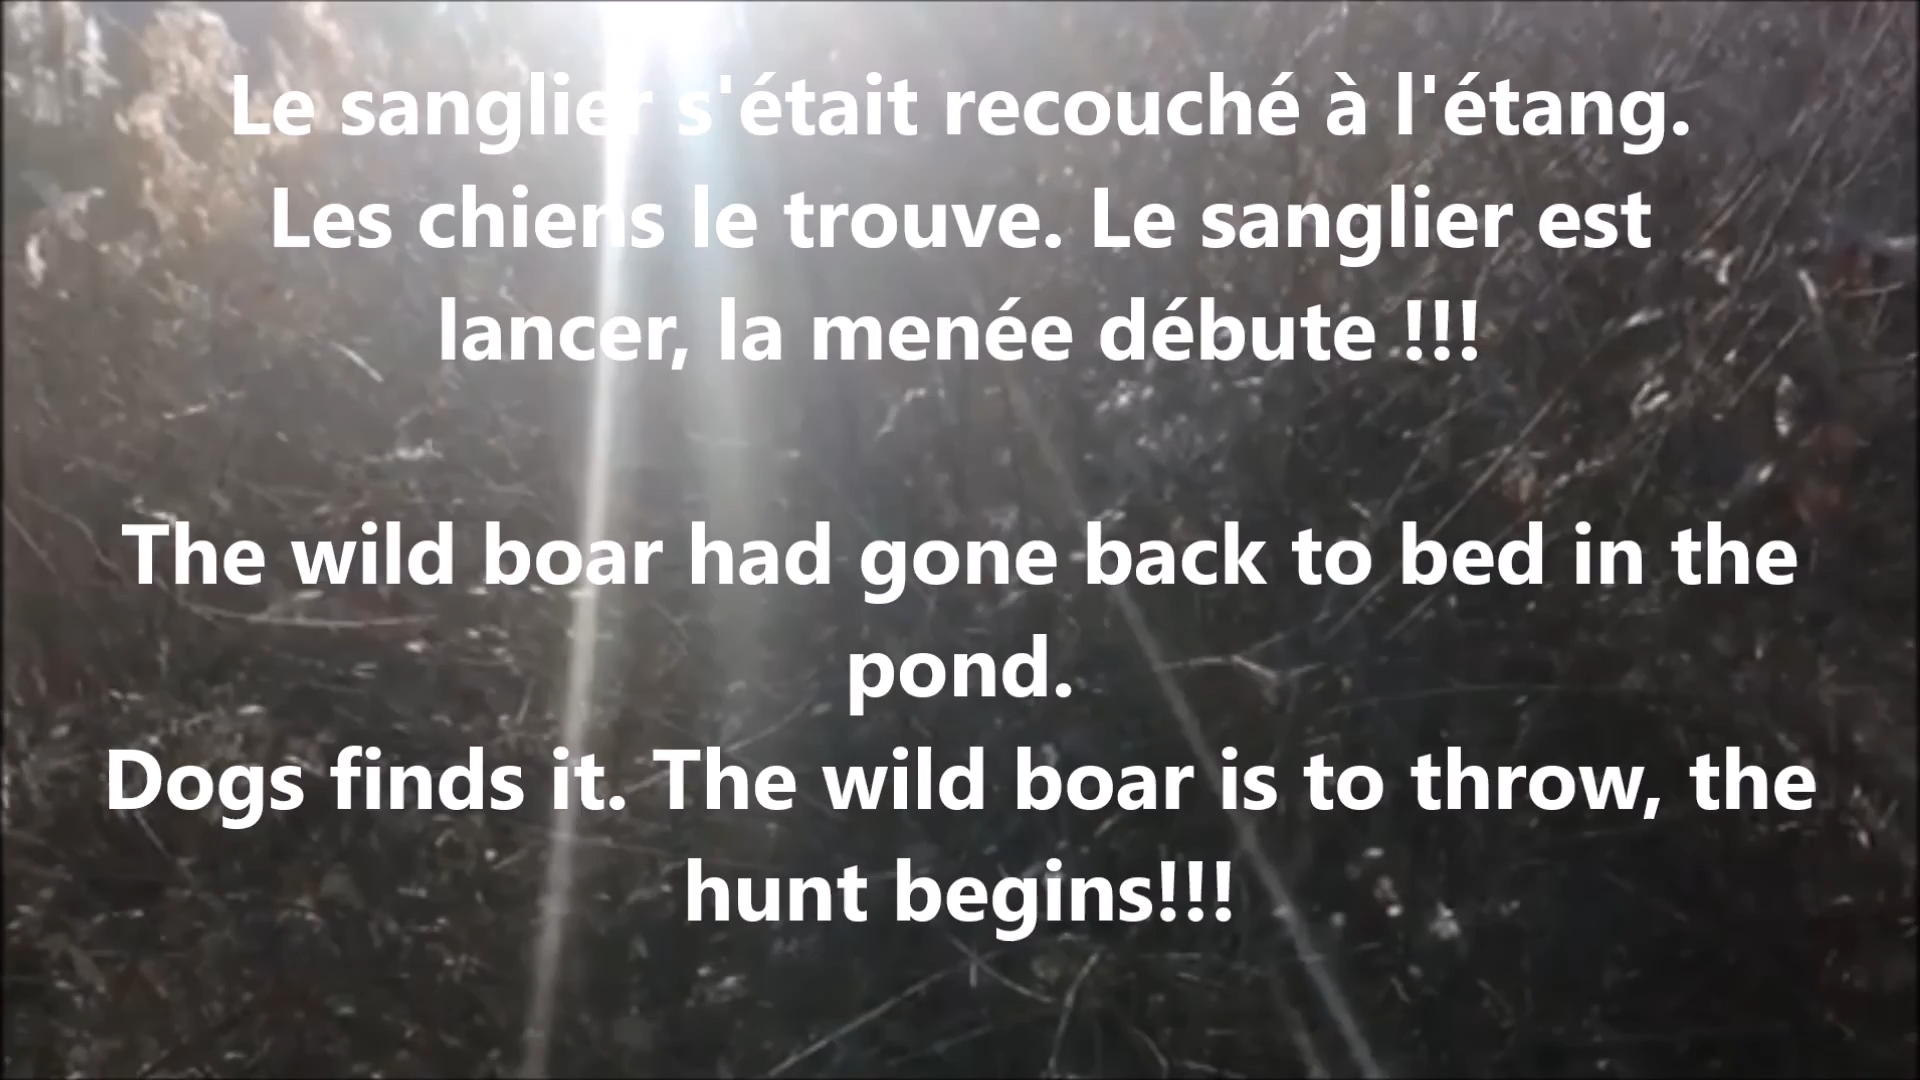 Le sanglier s'était recouché à l'étang.
Les chiens le trouve. Le sanglier est
lancer, la menée débute !!!
The wild boar had gone back to bed in the
pond.
Dogs finds it. The wild boar is to throw, the
hunt begins!!!